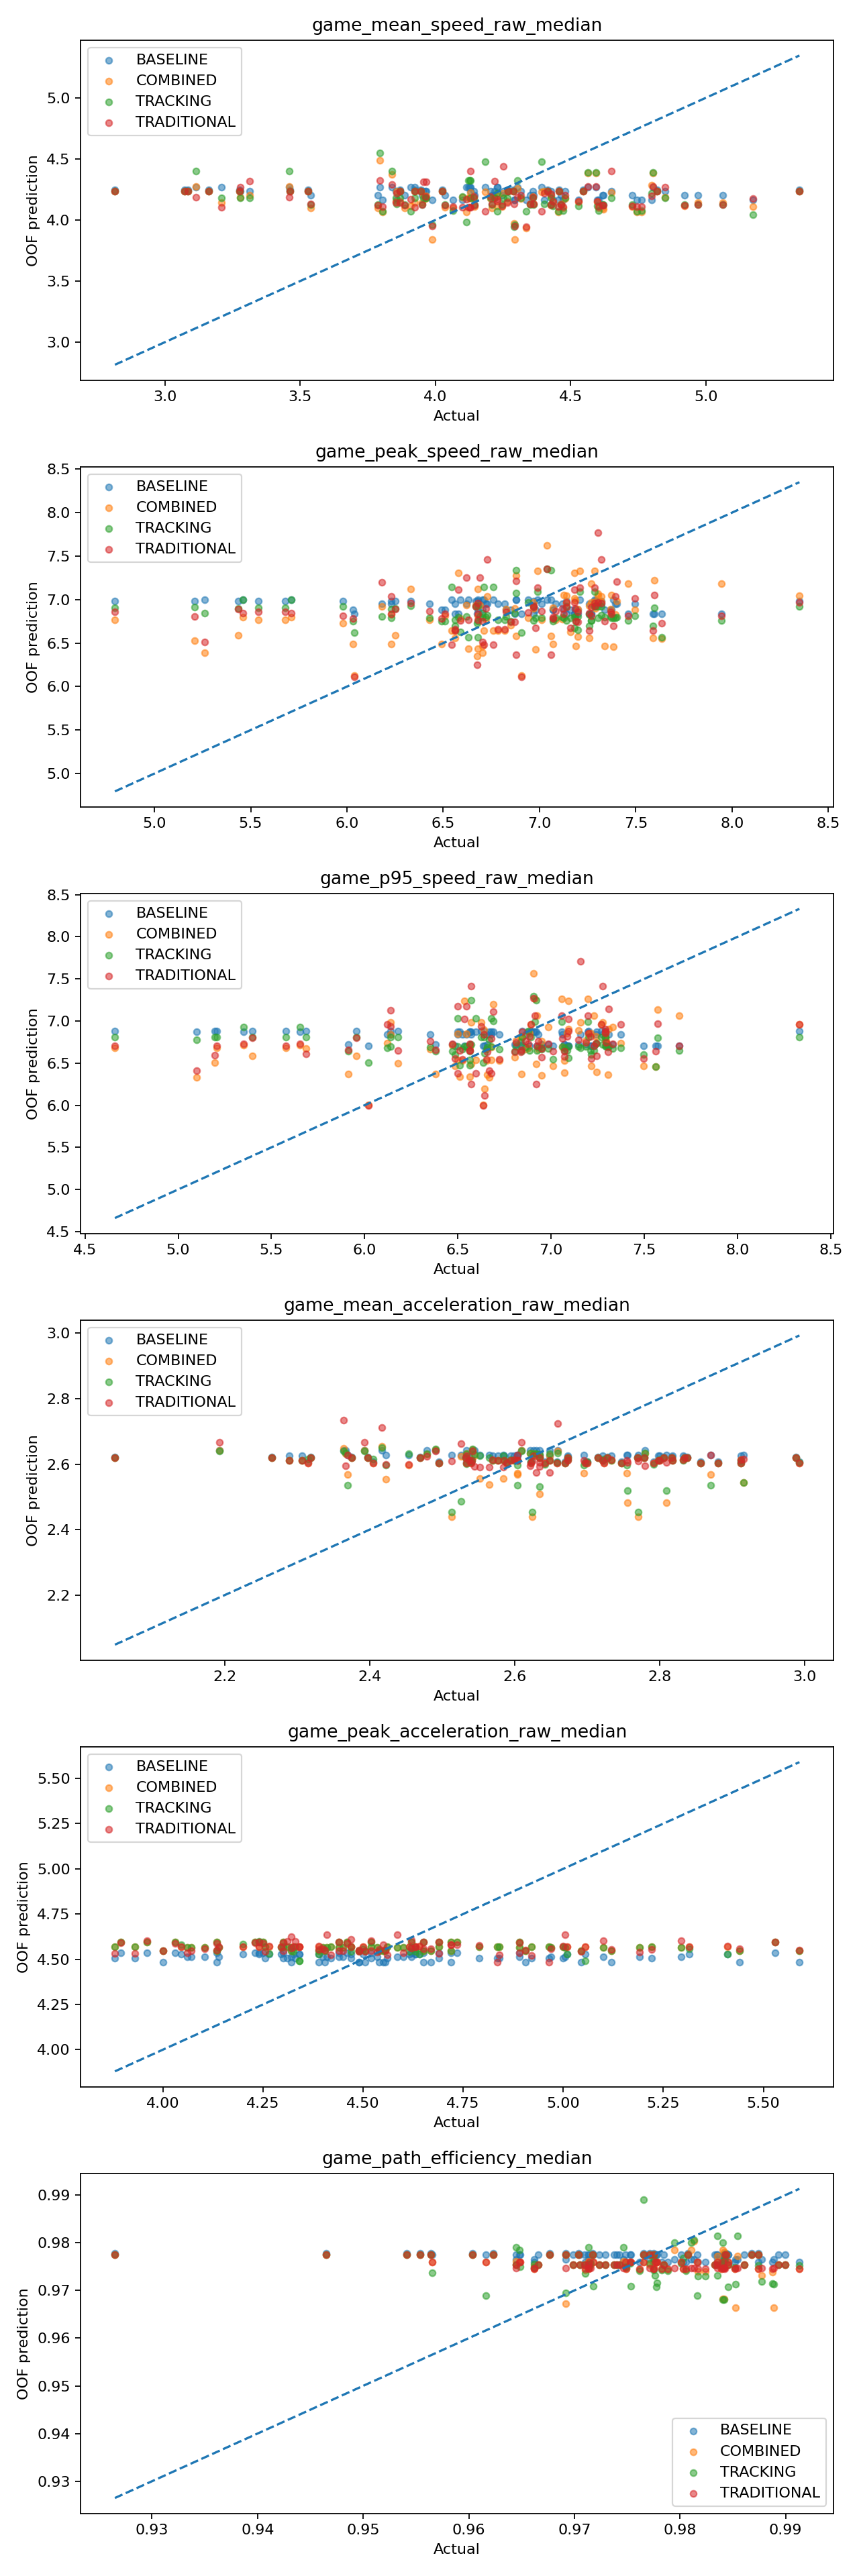 game_mean_speed_raw_median
BASELINE
COMBINED
TRACKING
TRADITIONAL
5.0
4.5
4.0
3.5
3.0
OOF prediction
3.0 3.5 4.0 4.5 5.0
Actual
game_peak_speed_raw_median
BASELINE
COMBINED
TRACKING
TRADITIONAL
8.5
8.0
7.5
7.0
6.5
6.0
5.5
5.0
OOF prediction
5.0 5.5 6.0 6.5 7.0 7.5 8.0 8.5
Actual
game_p95_speed_raw_median
BASELINE
COMBINED
TRACKING
TRADITIONAL
8.5
8.0
7.5
7.0
6.5
6.0
5.5
5.0
4.5
OOF prediction
4.5 5.0 5.5 6.0 6.5 7.0 7.5 8.0 8.5
Actual
game_mean_acceleration_raw_median
BASELINE
COMBINED
TRACKING
TRADITIONAL
3.0
2.8
2.6
2.4
2.2
OOF prediction
2.2 2.4 2.6 2.8 3.0
Actual
game_peak_acceleration_raw_median
BASELINE
COMBINED
TRACKING
TRADITIONAL
5.50
5.25
5.00
4.75
4.50
4.25
4.00
OOF prediction
4.00 4.25 4.50 4.75 5.00 5.25 5.50
Actual
game_path_efficiency_median
0.99
0.98
0.97
0.96
0.95
0.94
0.93
OOF prediction
BASELINE
COMBINED
TRACKING
TRADITIONAL
0.93 0.94 0.95 0.96 0.97 0.98 0.99
Actual